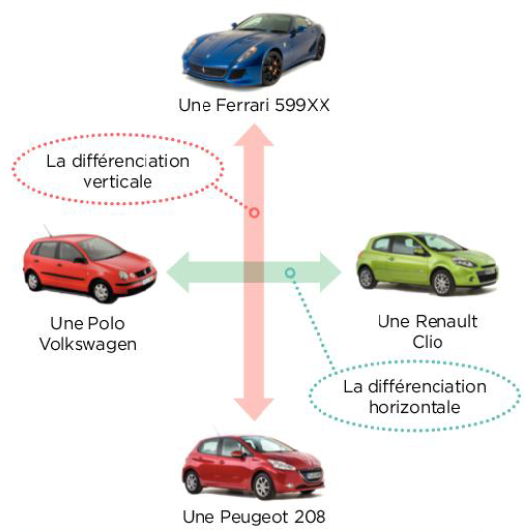 Une Ferrari 599XX
La différenciation
verticale
Une Polo
Volkswagen
Une Renault
Clio
La différenciation
horizontale
Une Peugeot 208